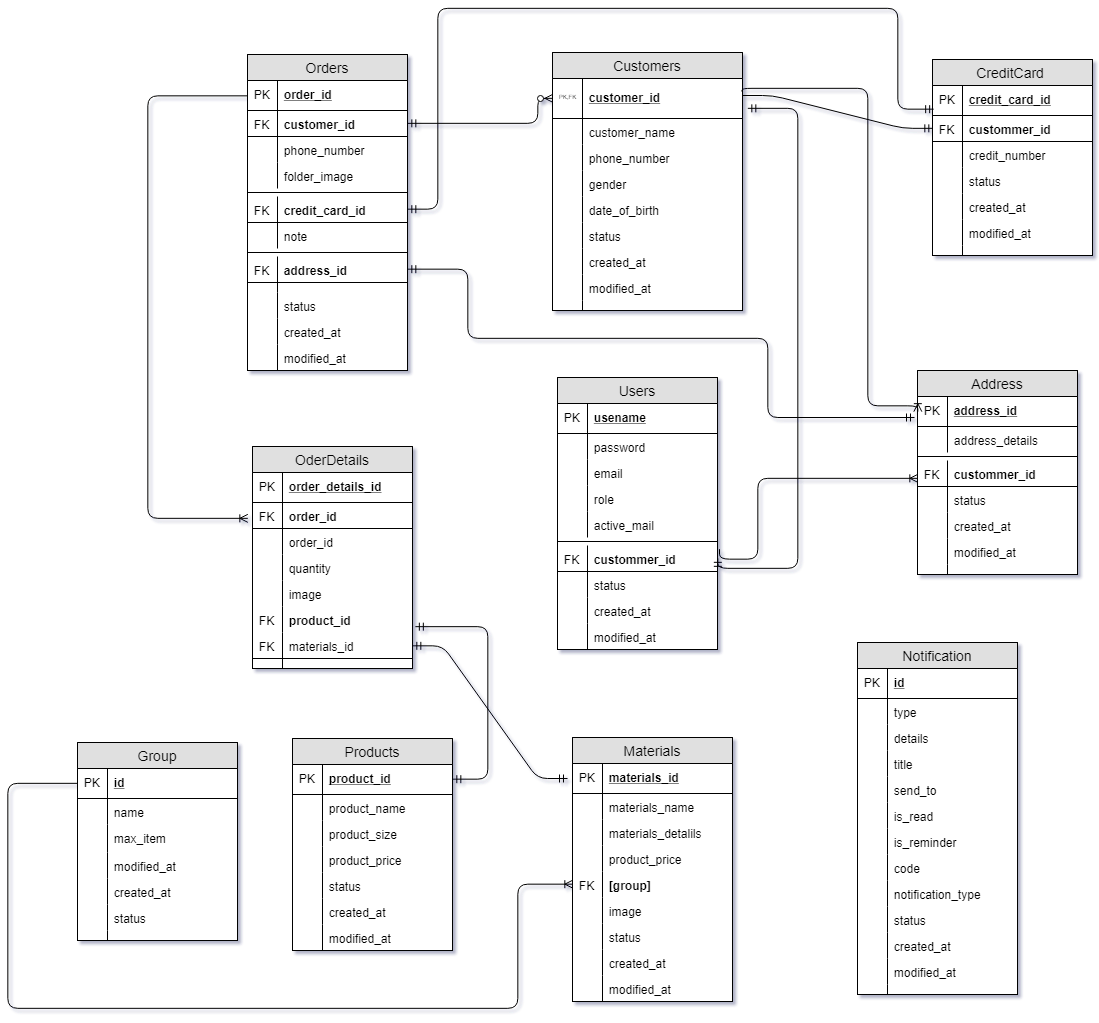 Orders
PK order_id
FK customer_id
phone_number
folder_image
FK credit_card_id
note
FK address_id
status
created_at
modified_at
Customers
PK,FK customer_id
customer_name
phone_number
gender
date_of_birth
status
created_at
modified_at
CreditCard
PK credit_card_id
FK custommer_id
credit_number
status
created_at
modified_at
Users
PK usename
password
email
role
active_mail
FK custommer_id
status
created_at
modified_at
Address
PK address_id
address_details
FK custommer_id
status
created_at
modified_at
OderDetails
PK order_details_id
FK order_id
order_id
quantity
image
FK product_id
FK materials_id
Notification
PK id
type
details
title
send_to
is_read
is_reminder
code
notification_type
status
created_at
modified_at
Group
PK id
name
max_item
modified_at
created_at
status
Products
PK product_id
product_name
product_size
product_price
status
created_at
modified_at
Materials
PK materials_id
materials_name
materials_detalils
product_price
FK [group]
image
status
created_at
modified_at